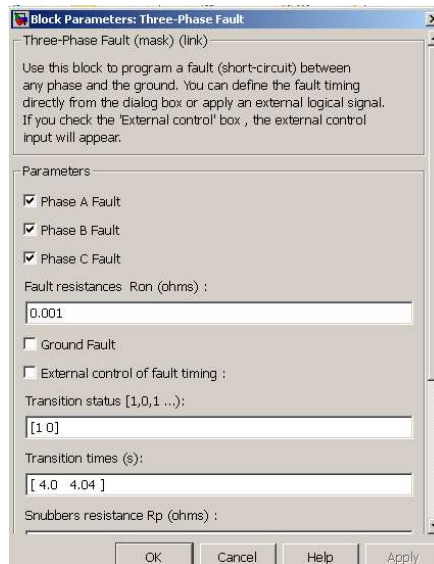 Block Parameters: Three-Phase Fault
Three-Phase Fault (mask) (link)
Use this block to program a fault (short-circuit) between
any phase and the ground. You can define the fault timing
directly from the dialog box or apply an external logical signal.
If you check the 'External control' box , the external control
input will appear.
Parameters
Phase A Fault
Phase B Fault
Phase C Fault
Fault resistances Ron (ohms) :
0.001
Ground Fault
External control of fault timing :
Transition status [1,0,1 ...):
[1 0]
Transition times (s):
[ 4.0 4.04 ]
Snubbers resistance Rp (ohms) :
OK Cancel Help Apply